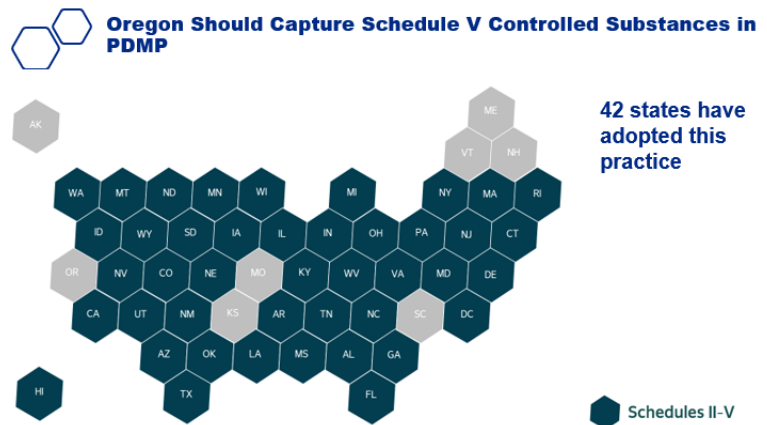 Oregon Should Capture Schedule V Controlled Substances in
PDMP
42 states have
adopted this
practice
ME
AK
VT NH
WA MT ND MN WI MI NY MA RI
ID WY SD IA IL IN OH PA NJ CT
OR NV CO NE MO KY WV VA MD DE
CA UT NM KS AR TN NC SC DC
AZ OK LA MS AL GA
HI TX FL
Schedules II-V